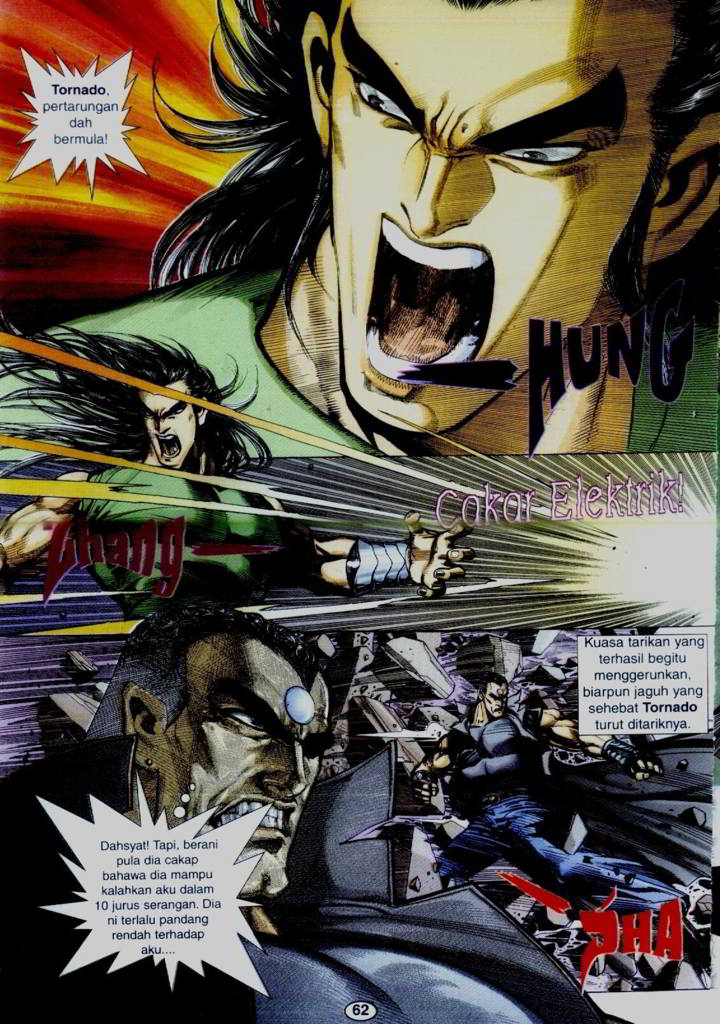 Tornado,
pertarungan
dah
bermula!
HUNG
Cokor Elektrik!
Zhang
Kuasa tarikan yang
terhasil begitu
menggerunkan,
biarpun jaguh yang
sehebat Tornado
turut ditariknya.
Dahsyat! Tapi, berani
pula dia cakap
bahawa dia mampu
kalahkan aku dalam
10 jurus serangan. Dia
ni terlalu pandang
rendah terhadap
aku....
SHA
62